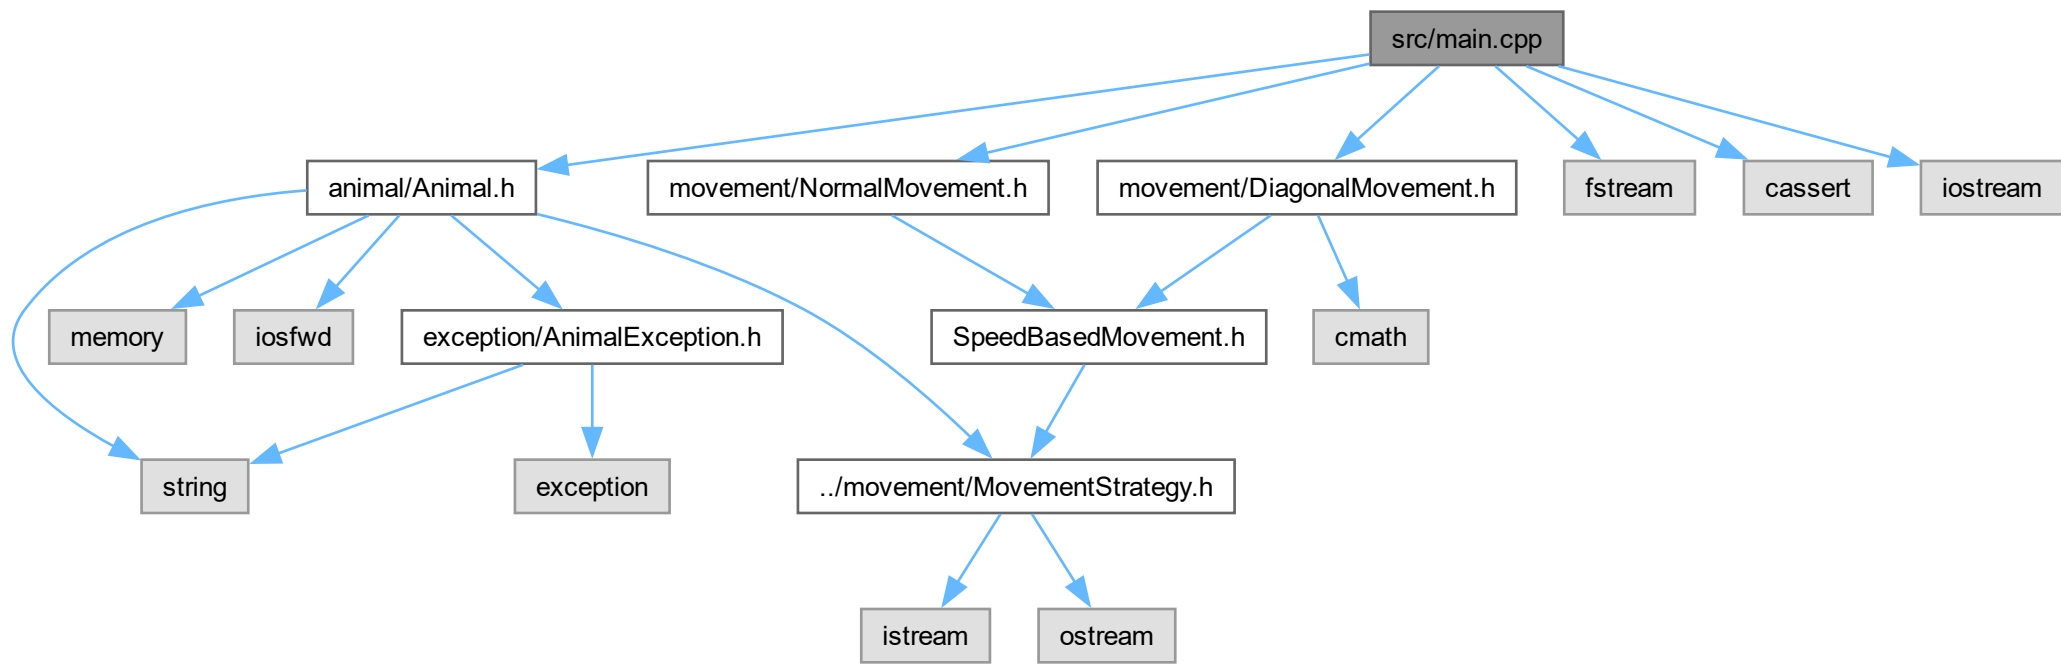 src/main.cpp
animal/Animal.h
movement/NormalMovement.h
movement/DiagonalMovement.h
fstream
cassert
iostream
memory
iosfwd
exception/AnimalException.h
SpeedBasedMovement.h
cmath
string
exception
../movement/MovementStrategy.h
istream
ostream